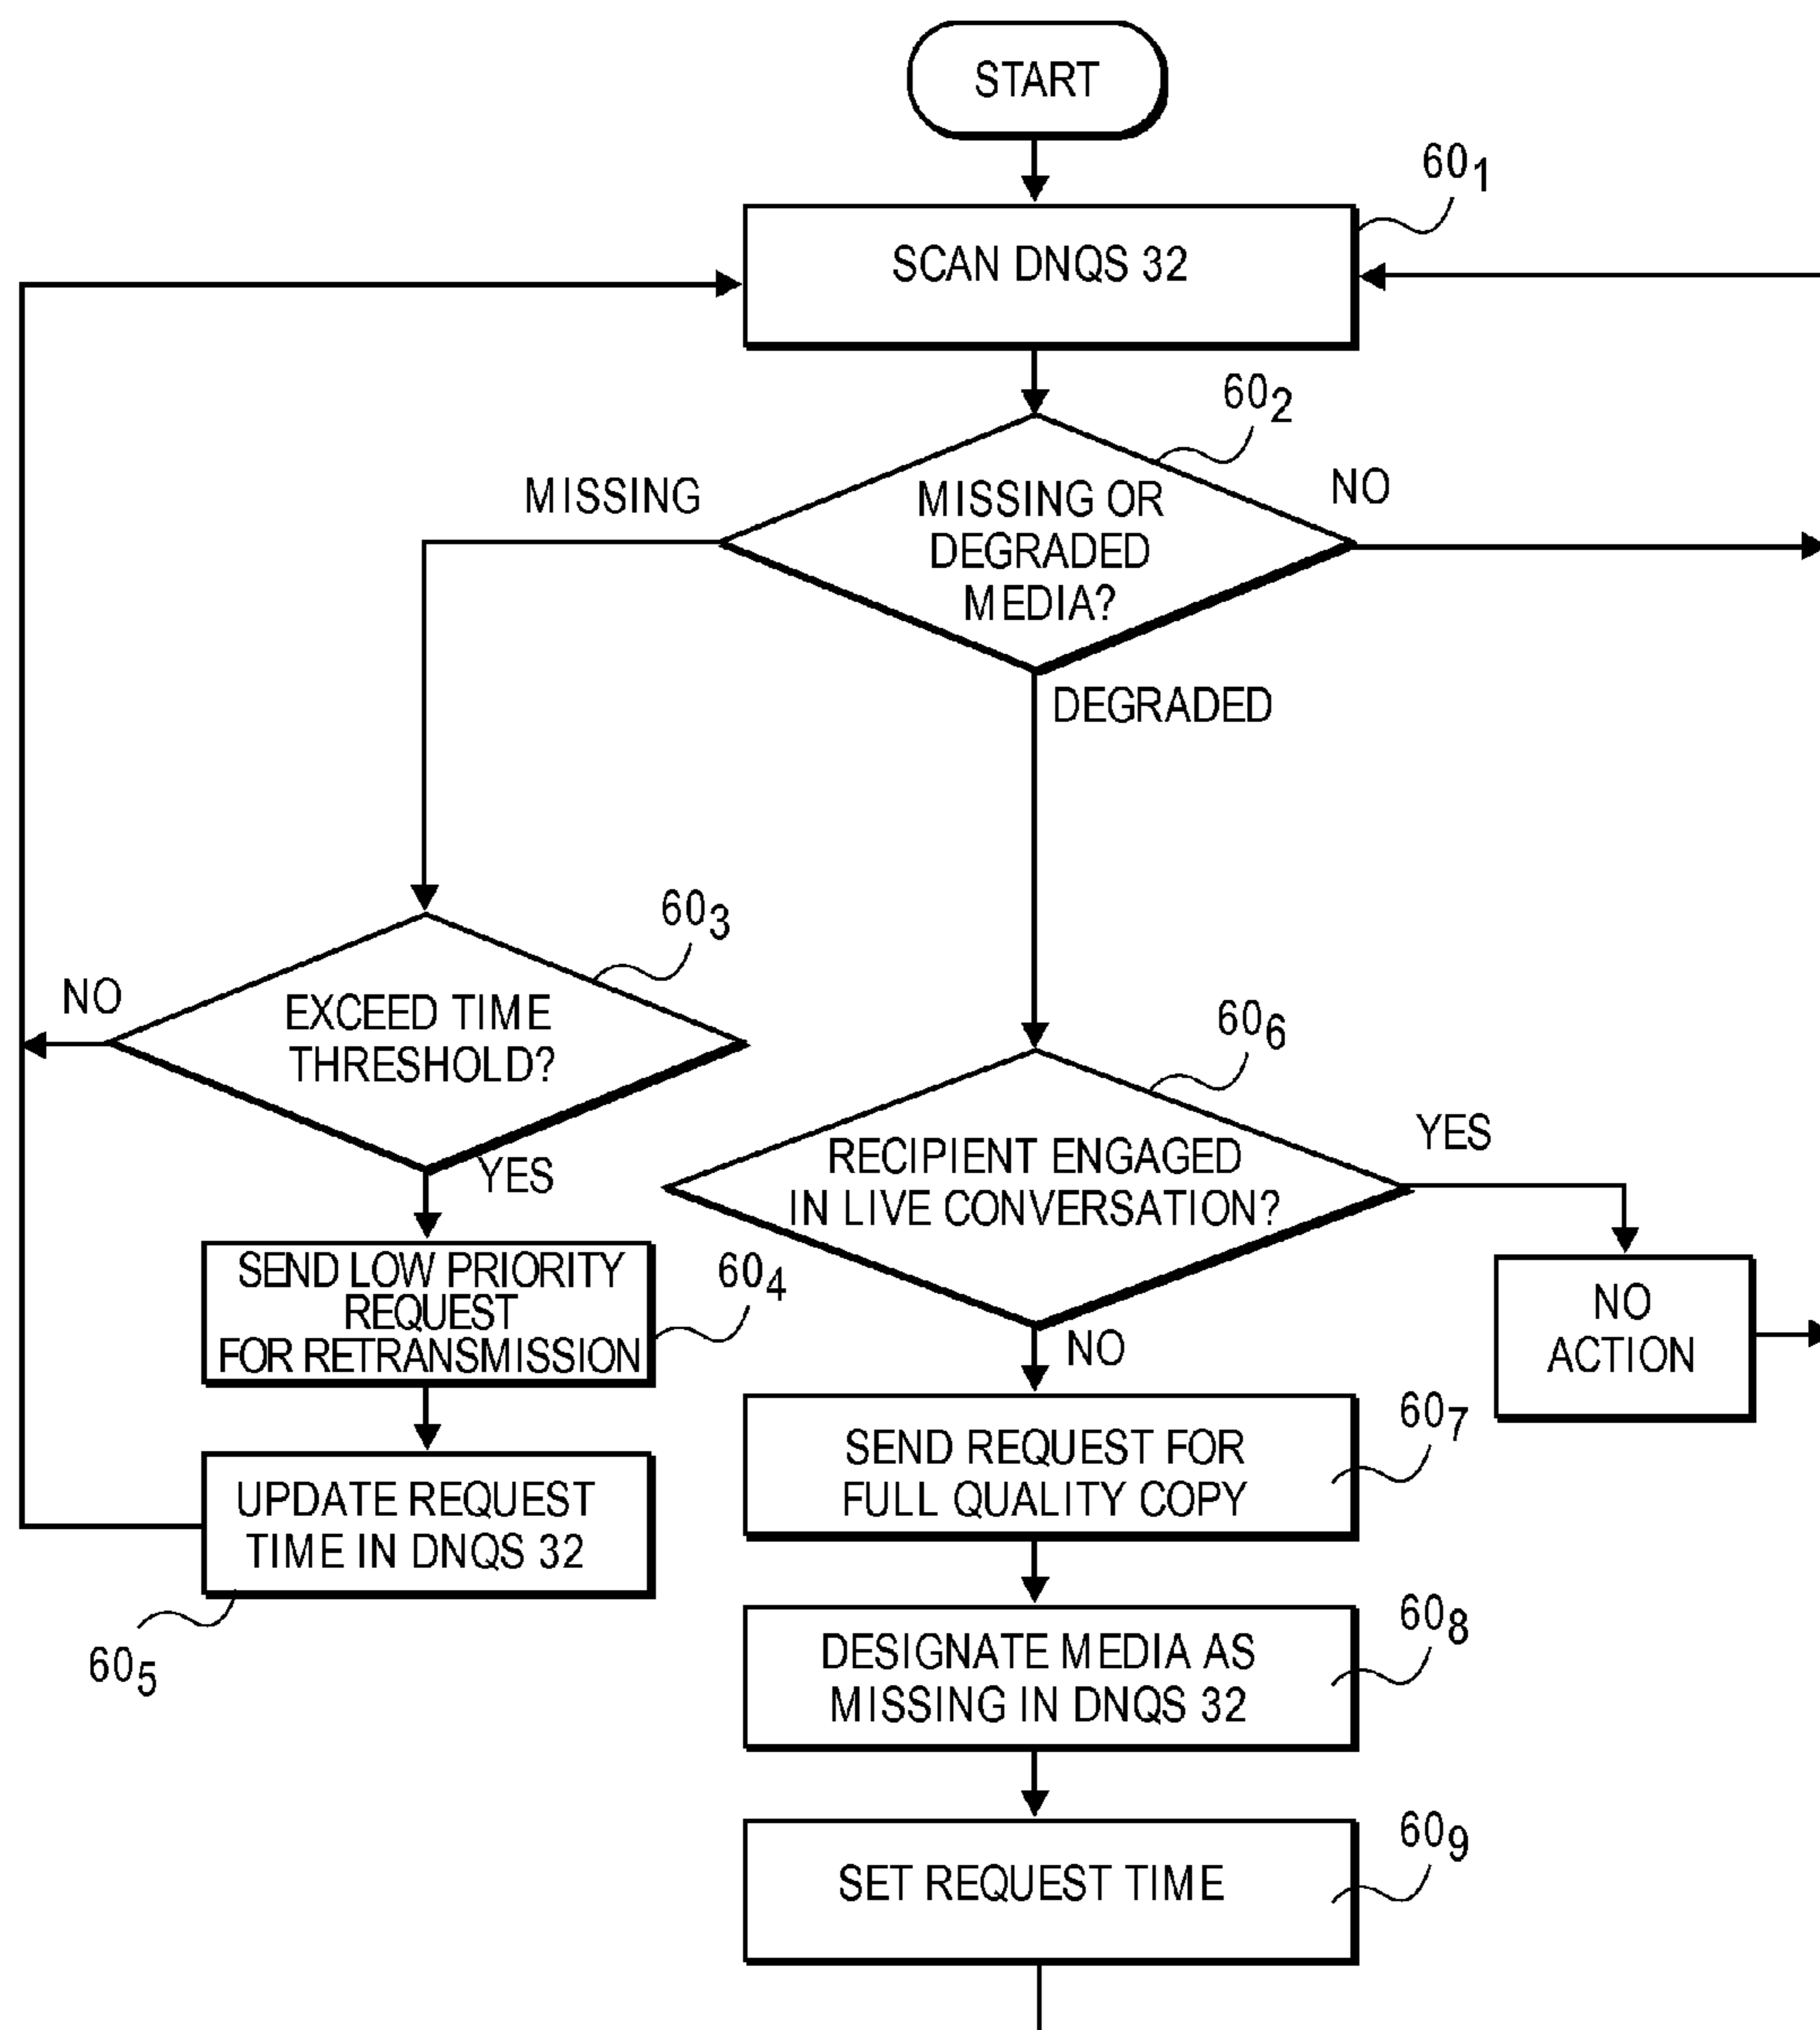 START
60₁
SCAN DNQS 32
60₂
MISSING
MISSING OR
DEGRADED
MEDIA?
NO
DEGRADED
60₃
NO
EXCEED TIME
THRESHOLD?
YES
60₆
RECIPIENT ENGAGED
IN LIVE CONVERSATION?
YES
SEND LOW PRIORITY
REQUEST
FOR RETRANSMISSION
60₄
NO
NO
ACTION
UPDATE REQUEST
TIME IN DNQS 32
60₅
SEND REQUEST FOR
FULL QUALITY COPY
60₇
DESIGNATE MEDIA AS
MISSING IN DNQS 32
60₈
SET REQUEST TIME
60₉